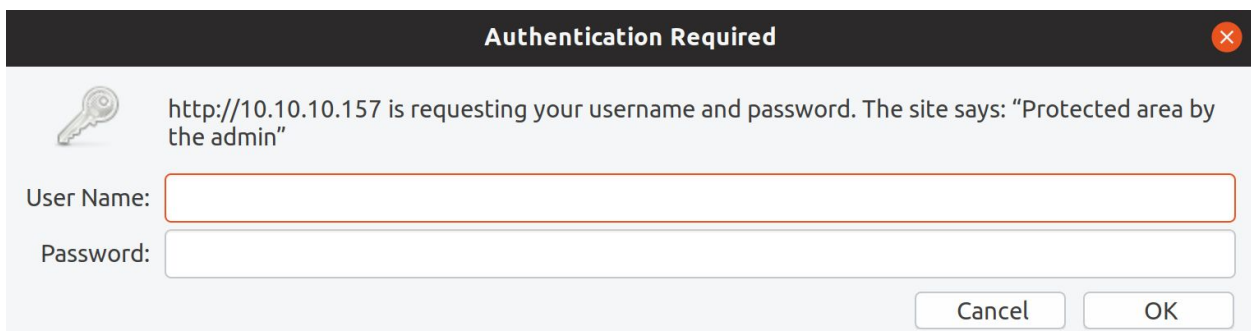 Authentication Required
http://10.10.10.157 is requesting your username and password. The site says: “Protected area by
the admin”
User Name:
Password:
Cancel OK